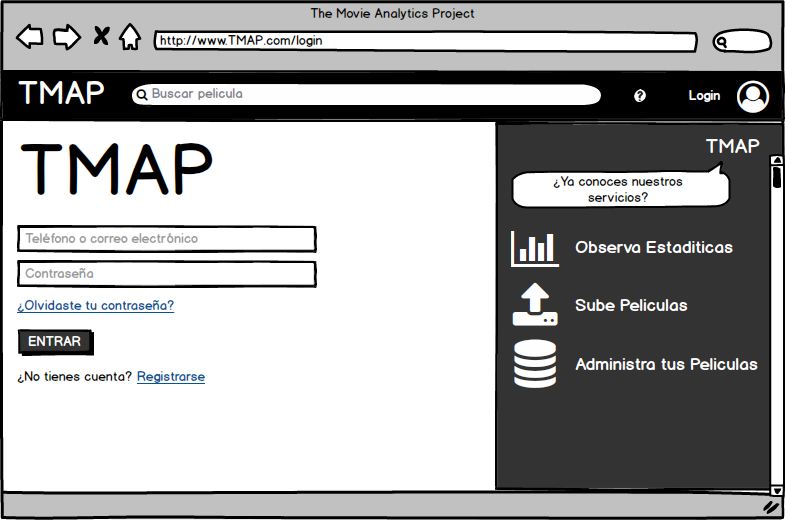 The Movie Analytics Project
http://www.TMAP.com/login
TMAP
Buscar pelicula
?
Login
TMAP
Teléfono o correo electrónico
Contraseña
¿Olvidaste tu contraseña?
ENTRAR
¿No tienes cuenta? Registrarse
TMAP
¿Ya conoces nuestros
servicios?
Observa Estaditicas
Sube Peliculas
Administra tus Peliculas